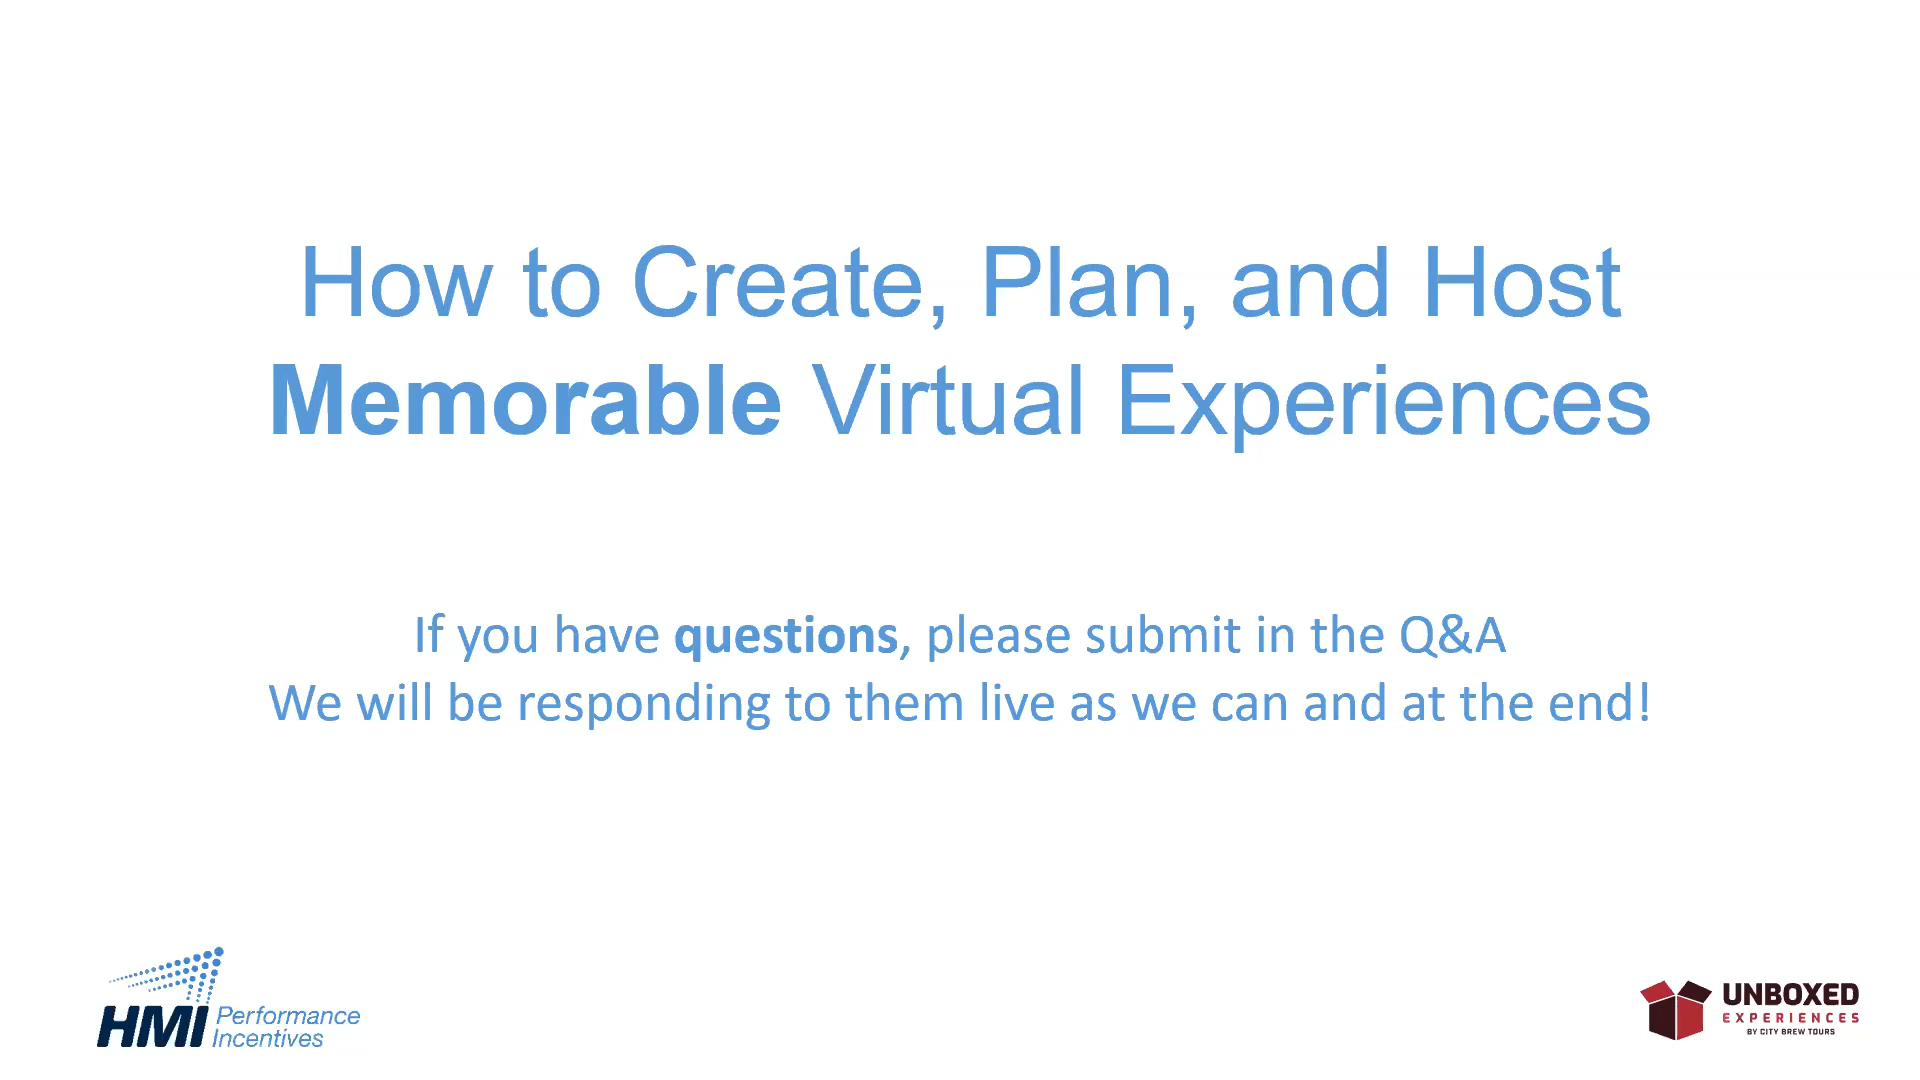 How to Create, Plan, and Host
Memorable Virtual Experiences
If you have questions, please submit in the Q&A
We will be responding to them live as we can and at the end!
HMI Performance
Incentives
UNBOXED
EXPERIENCES
BY CITY BREW TOURS